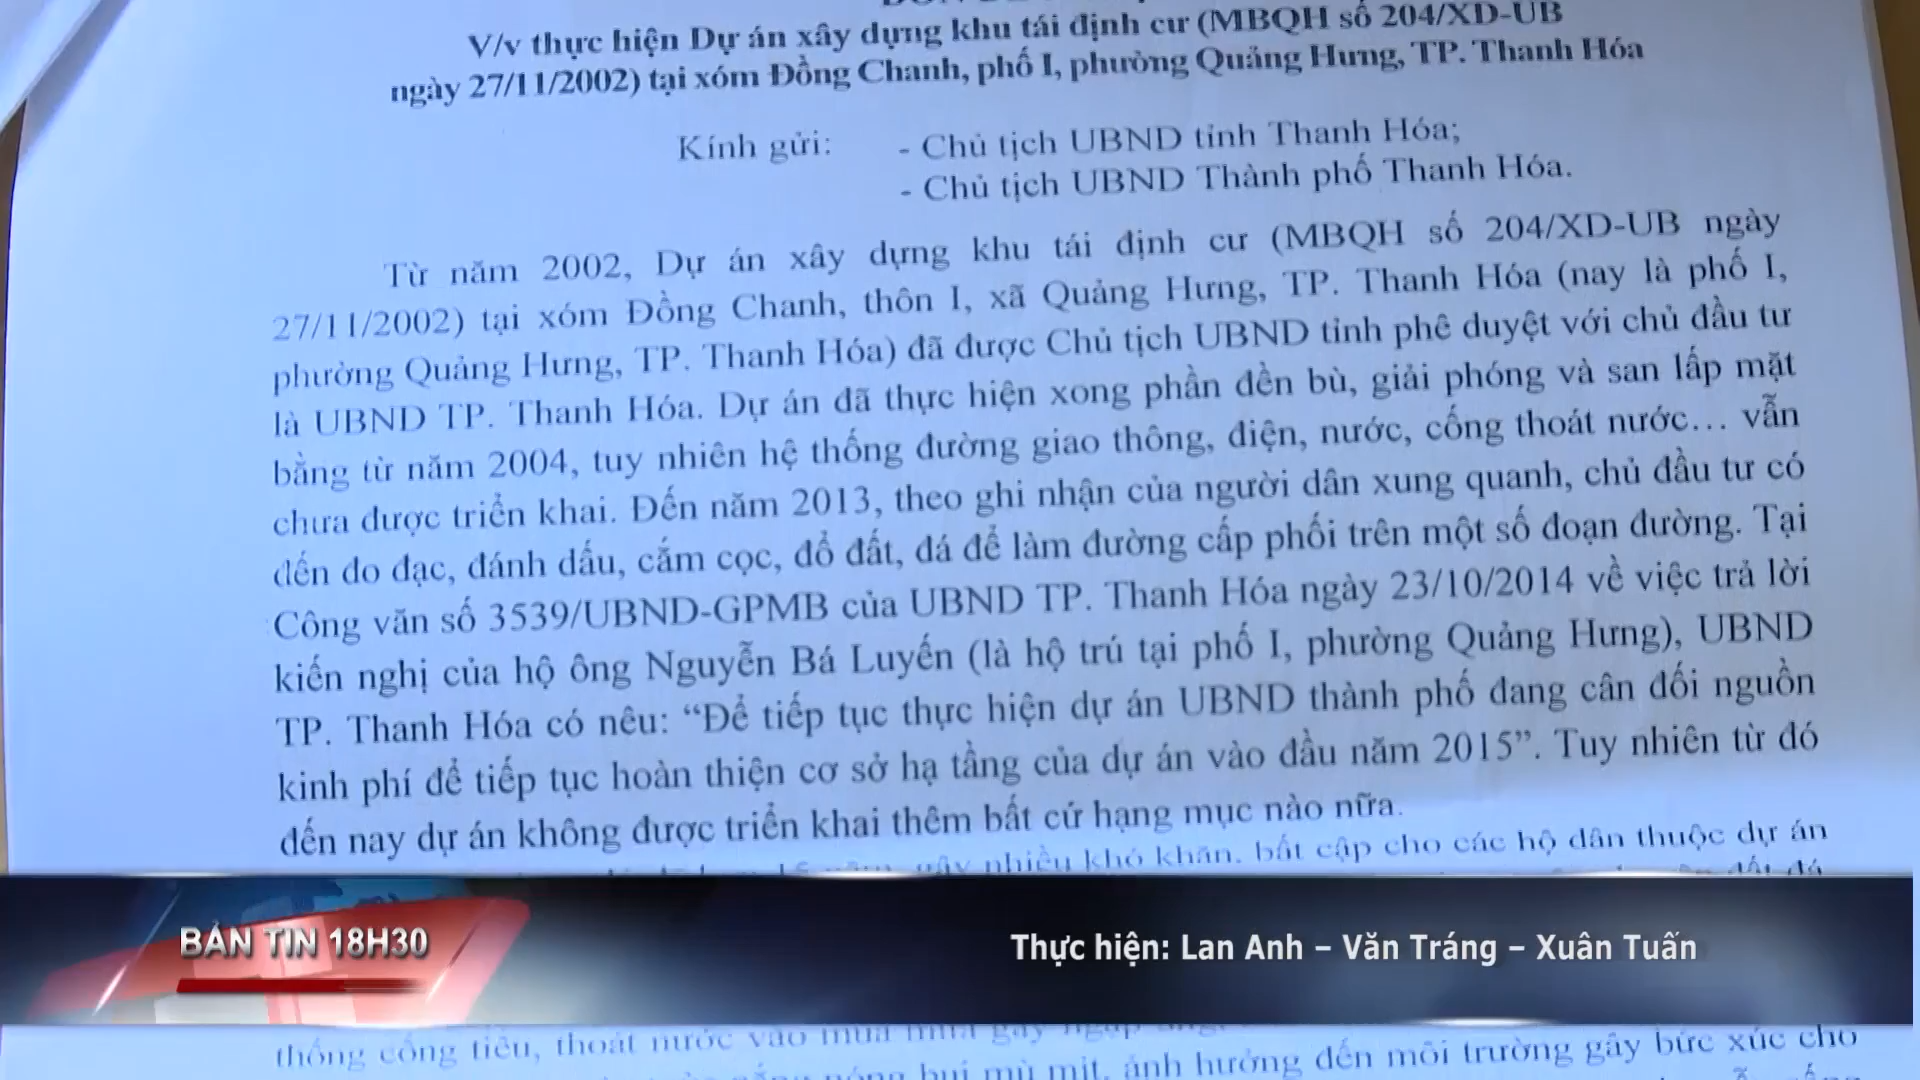 V/v thực hiện Dự án xây dựng khu tái định cư (MBQH số 204/XD-UB
ngày 27/11/2002) tại xóm Đồng Chanh, phố I, phường Quảng Hưng, TP. Thanh Hóa
Kính gửi: - Chủ tịch UBND tỉnh Thanh Hóa;
- Chủ tịch UBND Thành phố Thanh Hóa.
Từ năm 2002, Dự án xây dựng khu tái định cư (MBQH số 204/XD-UB ngày
27/11/2002) tại xóm Đồng Chanh, thôn I, xã Quảng Hưng, TP. Thanh Hóa (nay là phố I,
phường Quảng Hưng, TP. Thanh Hóa) đã được Chủ tịch UBND tỉnh phê duyệt với chủ đầu tư
là UBND TP. Thanh Hóa. Dự án đã thực hiện xong phần đền bù, giải phóng và san lấp mặt
bằng từ năm 2004, tuy nhiên hệ thống đường giao thông, điện, nước, cống thoát nước… vẫn
chưa được triển khai. Đến năm 2013, theo ghi nhận của người dân xung quanh, chủ đầu tư có
đến đo đạc, đánh dấu, cắm cọc, đổ đất, đá để làm đường cấp phối trên một số đoạn đường. Tại
Công văn số 3539/UBND-GPMB của UBND TP. Thanh Hóa ngày 23/10/2014 về việc trả lời
kiến nghị của hộ ông Nguyễn Bá Luyến (là hộ trú tại phố I, phường Quảng Hưng), UBND
TP. Thanh Hóa có nêu: “Để tiếp tục thực hiện dự án UBND thành phố đang cân đối nguồn
kinh phí để tiếp tục hoàn thiện cơ sở hạ tầng của dự án vào đầu năm 2015”. Tuy nhiên từ đó
đến nay dự án không được triển khai thêm bất cứ hạng mục nào nữa.
gây nhiều khó khăn, bất cập cho các hộ dân thuộc dự án
BẢN TIN 18H30
Thực hiện: Lan Anh – Văn Tráng – Xuân Tuấn
thống cống tiêu, thoát nước vào mùa mưa gây ngập
bụi mù mịt, ảnh hưởng đến môi trường gây bức xúc cho